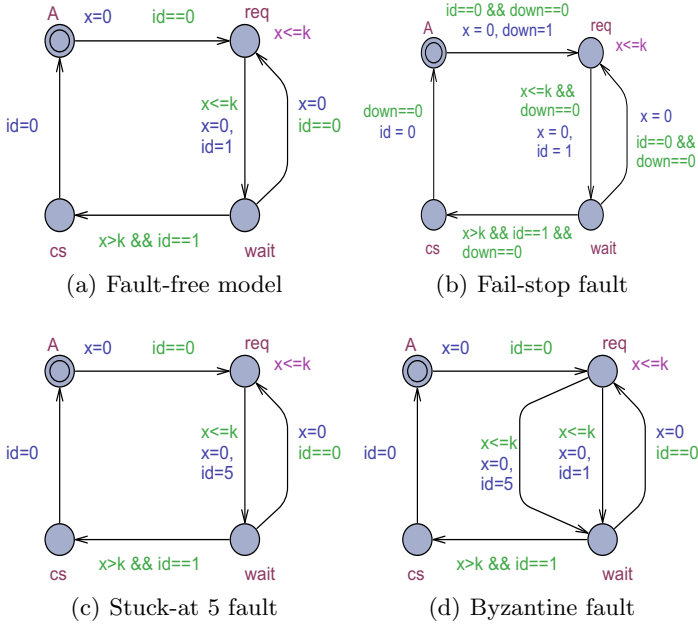 A
x=0
id==0
req
x<=k
x<=k
x=0,
id=1
x=0
id==0
id=0
cs
x>k && id==1
wait
(a) Fault-free model
A
id==0 && down==0
x = 0, down=1
req
x<=k
x<=k &&
down==0
x = 0,
id = 1
x = 0
id==0 &&
down==0
down==0
id = 0
cs
x>k && id==1 &&
down==0
wait
(b) Fail-stop fault
A
x=0
id==0
req
x<=k
x<=k
x=0,
id=5
x=0
id==0
id=0
cs
x>k && id==1
wait
(c) Stuck-at 5 fault
A
x=0
id==0
req
x<=k
x<=k
x=0,
id=5
x<=k
x=0,
id=1
x=0
id==0
id=0
cs
x>k && id==1
wait
(d) Byzantine fault